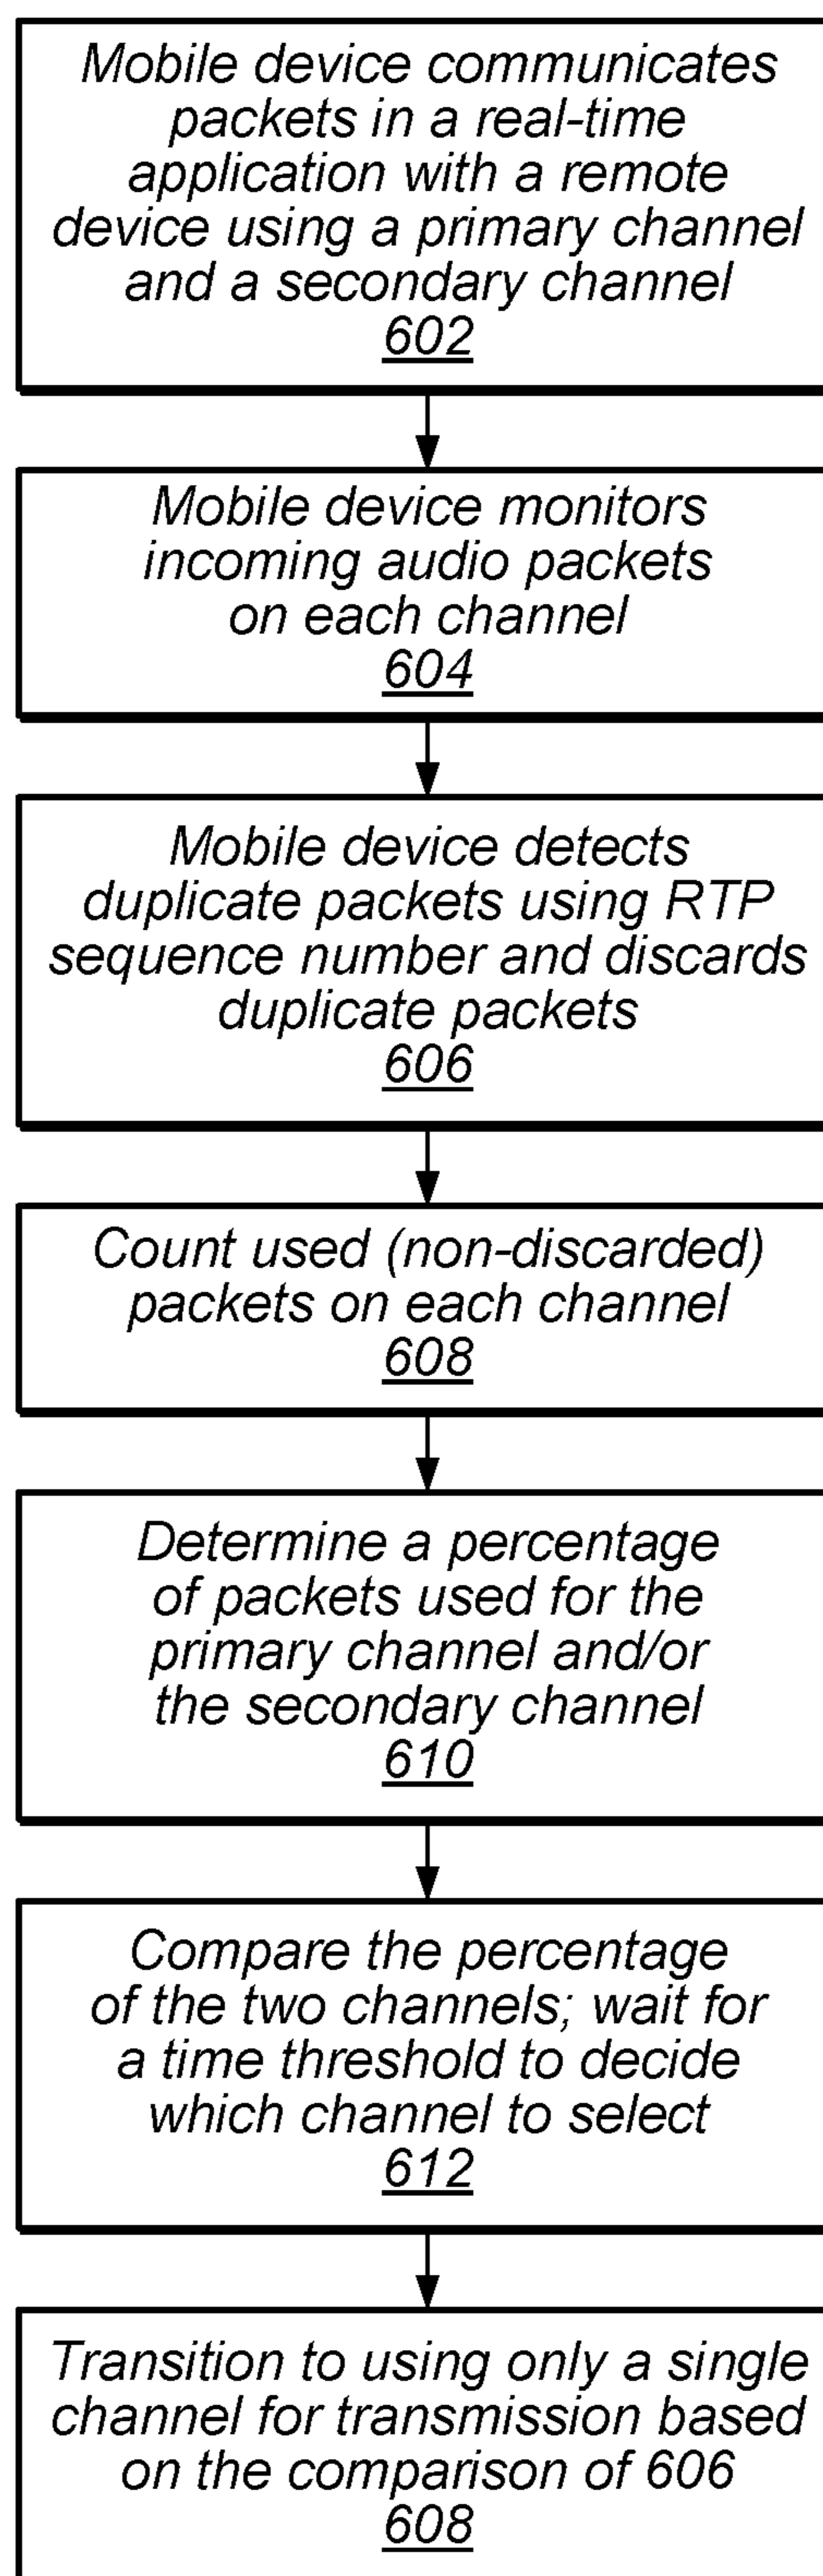 Mobile device communicates
packets in a real-time
application with a remote
device using a primary channel
and a secondary channel
602
Mobile device monitors
incoming audio packets
on each channel
604
Mobile device detects
duplicate packets using RTP
sequence number and discards
duplicate packets
606
Count used (non-discarded)
packets on each channel
608
Determine a percentage
of packets used for the
primary channel and/or
the secondary channel
610
Compare the percentage
of the two channels; wait for
a time threshold to decide
which channel to select
612
Transition to using only a single
channel for transmission based
on the comparison of 606
608